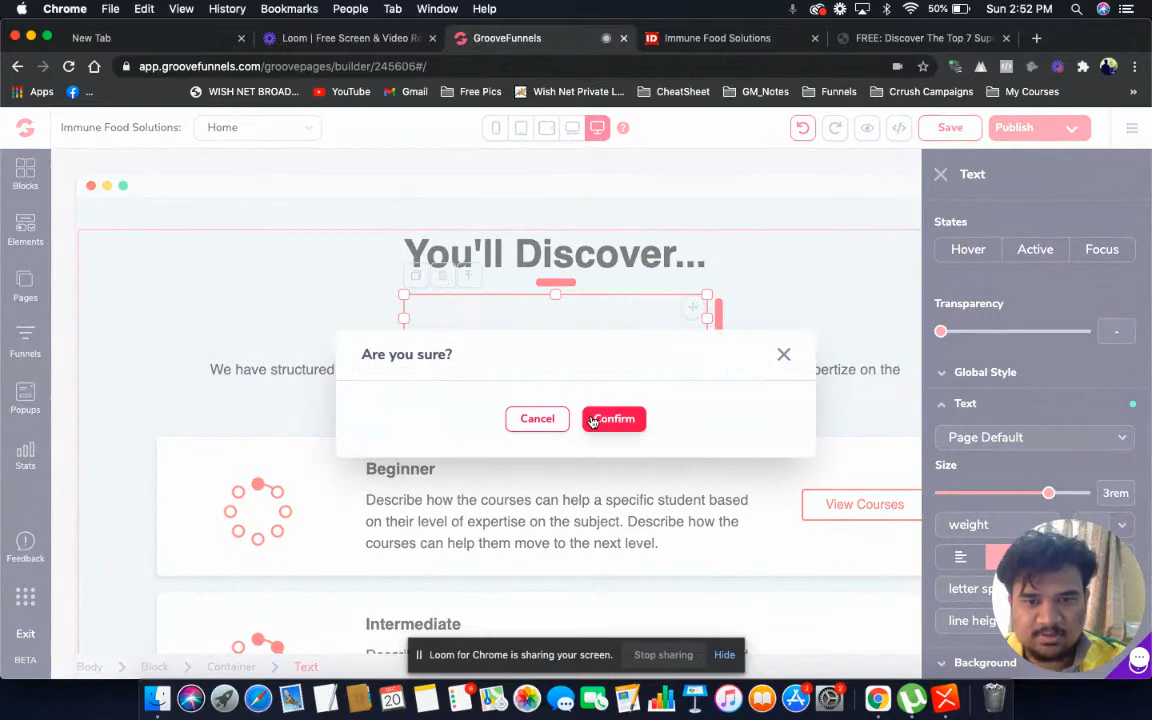 Chrome File Edit View History Bookmarks People Tab Window Help 50% Sun 2:52 PM
New Tab Loom | Free Screen & Video Re GrooveFunnels Immune Food Solutions FREE: Discover The Top 7 Sup
app.groovefunnels.com/groovepages/builder/245606#/
Apps ... WISH NET BROAD... YouTube Gmail Free Pics Wish Net Private L... CheatSheet GM_Notes Funnels Crrush Campaigns My Courses »
Immune Food Solutions: Home Save Publish
Text
Blocks
Elements
Pages
Funnels
Popups
Stats
Feedback
Exit
BETA
You'll Discover...
We have structured
pertize on the
Are you sure?
Cancel Confirm
Beginner
Describe how the courses can help a specific student based
on their level of expertise on the subject. Describe how the
courses can help them move to the next level.
View Courses
Intermediate
Loom for Chrome is sharing your screen. Stop sharing Hide
Body Block Container Text
States
Hover Active Focus
Transparency
-
Global Style
Text
Page Default
Size
3rem
weight
letter sp
line heig
Background
20